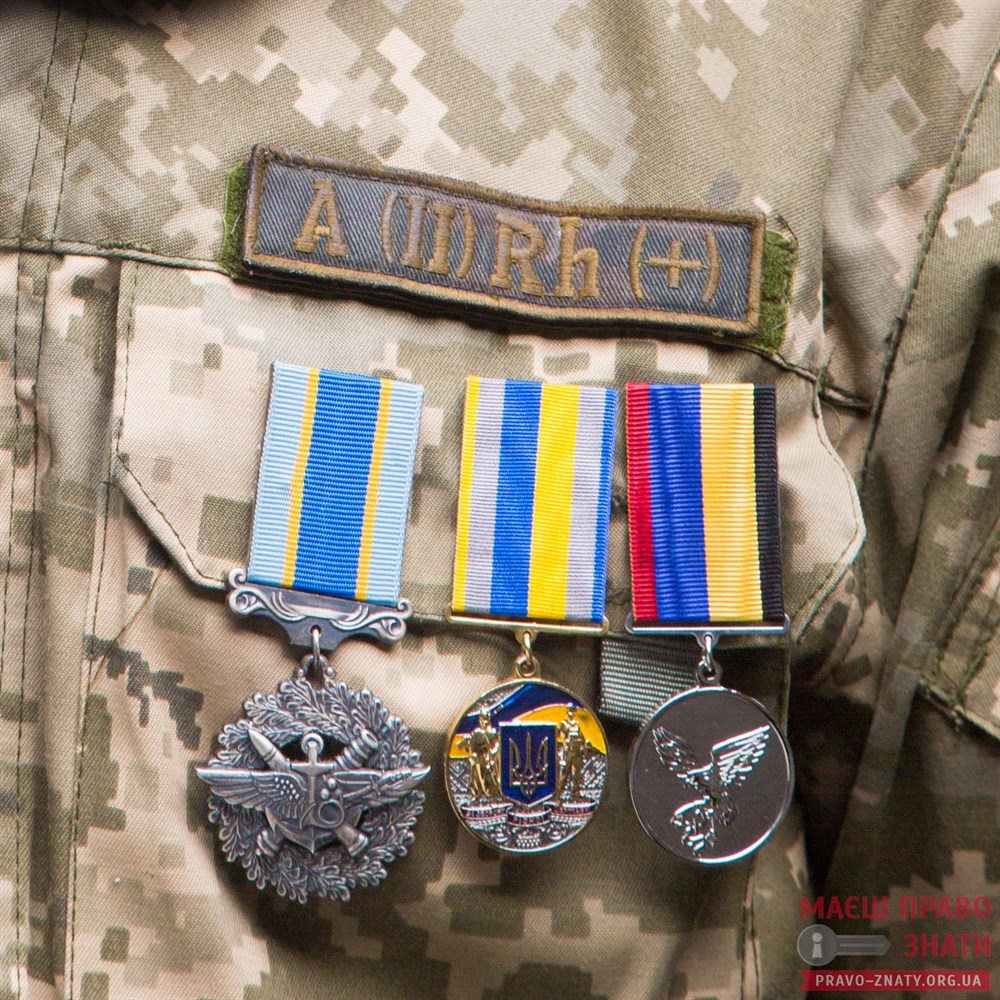 A (II) Rh (+)
МАЄШ ПРАВО
ЗНАТИ
PRAVO-ZNATY.ORG.UA